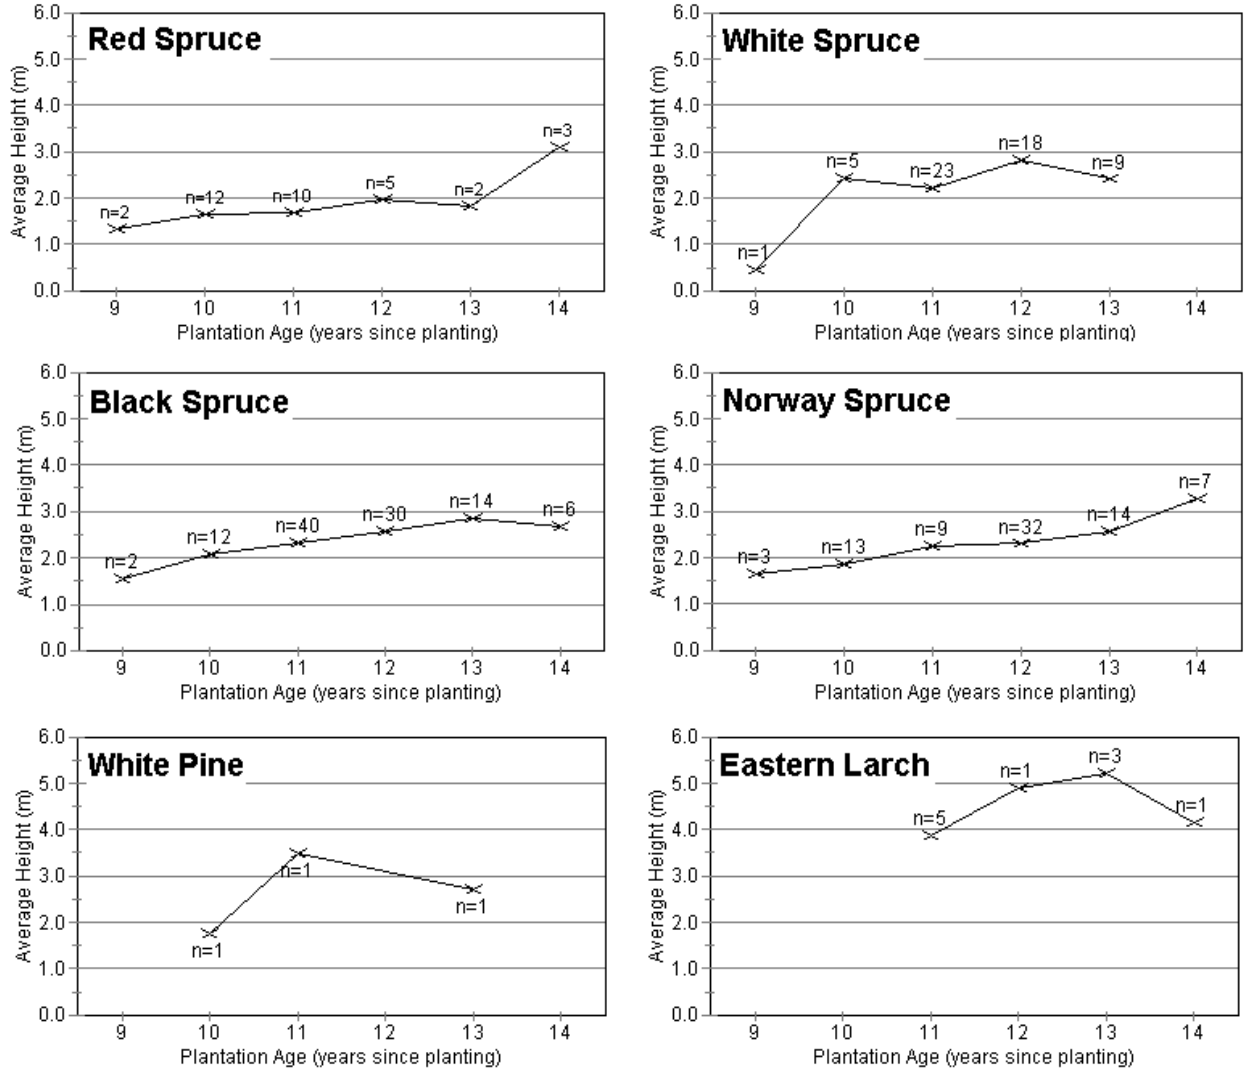 Red Spruce
Average Height (m)
6.0
5.0
4.0
3.0
2.0
1.0
0.0
n=2
n=12
n=10
n=5
n=2
n=3
9 10 11 12 13 14
Plantation Age (years since planting)
White Spruce
Average Height (m)
6.0
5.0
4.0
3.0
2.0
1.0
0.0
n=1
n=5
n=23
n=18
n=9
9 10 11 12 13 14
Plantation Age (years since planting)
Black Spruce
Average Height (m)
6.0
5.0
4.0
3.0
2.0
1.0
0.0
n=2
n=12
n=40
n=30
n=14
n=6
9 10 11 12 13 14
Plantation Age (years since planting)
Norway Spruce
Average Height (m)
6.0
5.0
4.0
3.0
2.0
1.0
0.0
n=3
n=13
n=9
n=32
n=14
n=7
9 10 11 12 13 14
Plantation Age (years since planting)
White Pine
Average Height (m)
6.0
5.0
4.0
3.0
2.0
1.0
0.0
n=1
n=1
n=1
9 10 11 12 13 14
Plantation Age (years since planting)
Eastern Larch
Average Height (m)
6.0
5.0
4.0
3.0
2.0
1.0
0.0
n=5
n=1
n=3
n=1
9 10 11 12 13 14
Plantation Age (years since planting)